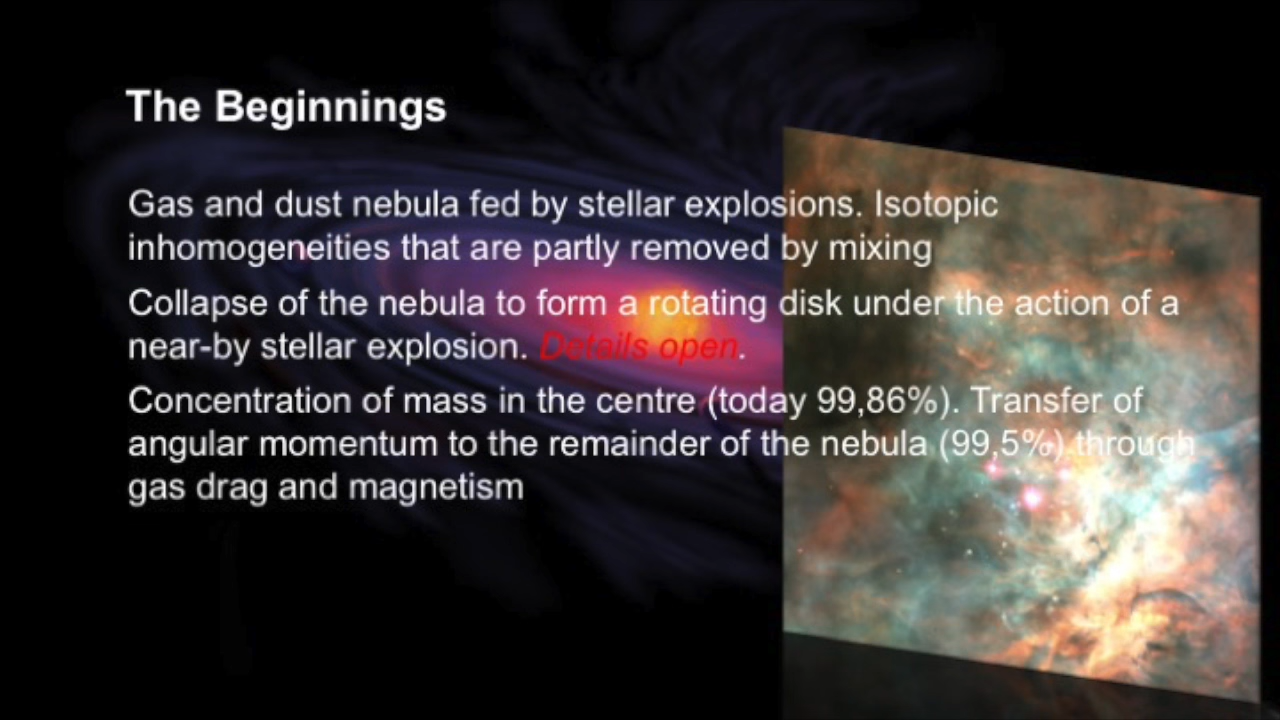 The Beginnings
Gas and dust nebula fed by stellar explosions. Isotopic
inhomogeneities that are partly removed by mixing
Collapse of the nebula to form a rotating disk under the action of a
near-by stellar explosion. Details open.
Concentration of mass in the centre (today 99,86%). Transfer of
angular momentum to the remainder of the nebula (99,5%) through
gas drag and magnetism